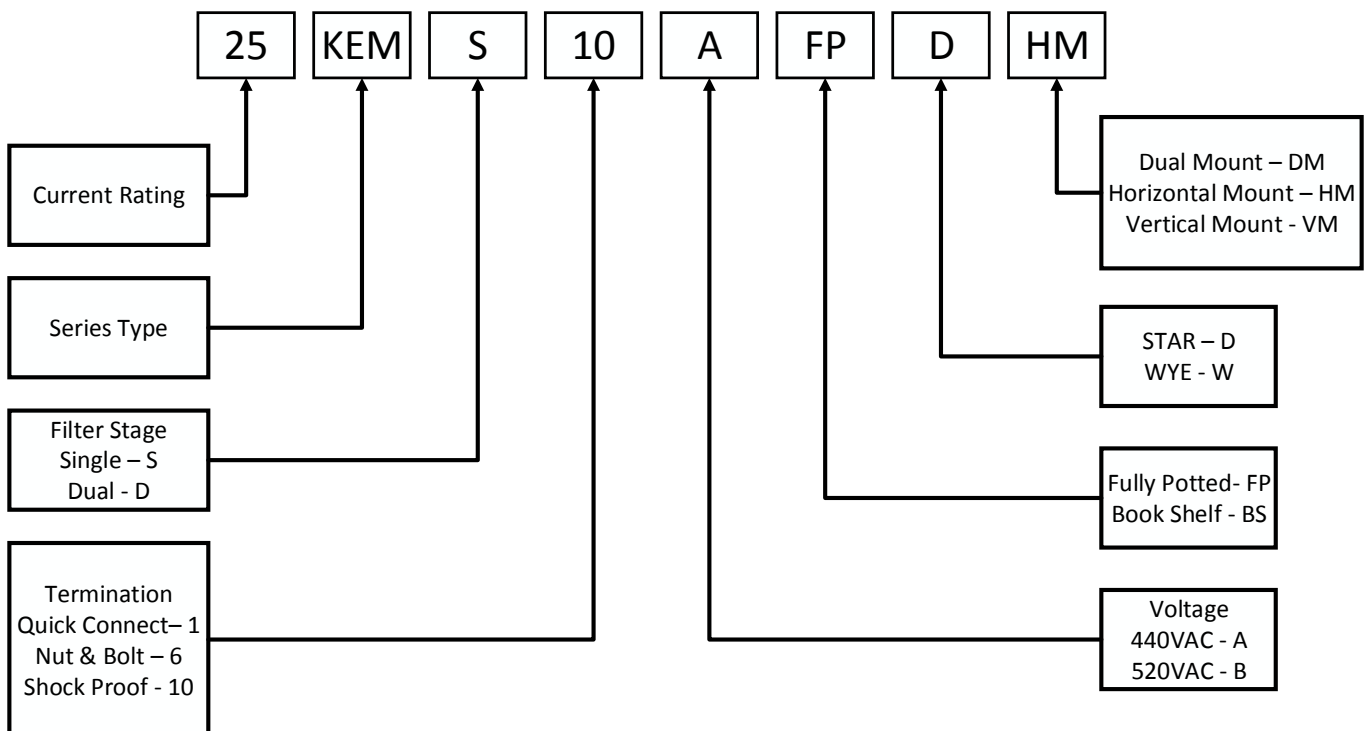 25 KEM S 10 A FP D HM
Current Rating
Series Type
Filter Stage
Single – S
Dual - D
Termination
Quick Connect– 1
Nut & Bolt – 6
Shock Proof - 10
Dual Mount – DM
Horizontal Mount – HM
Vertical Mount - VM
STAR – D
WYE - W
Fully Potted- FP
Book Shelf - BS
Voltage
440VAC - A
520VAC - B